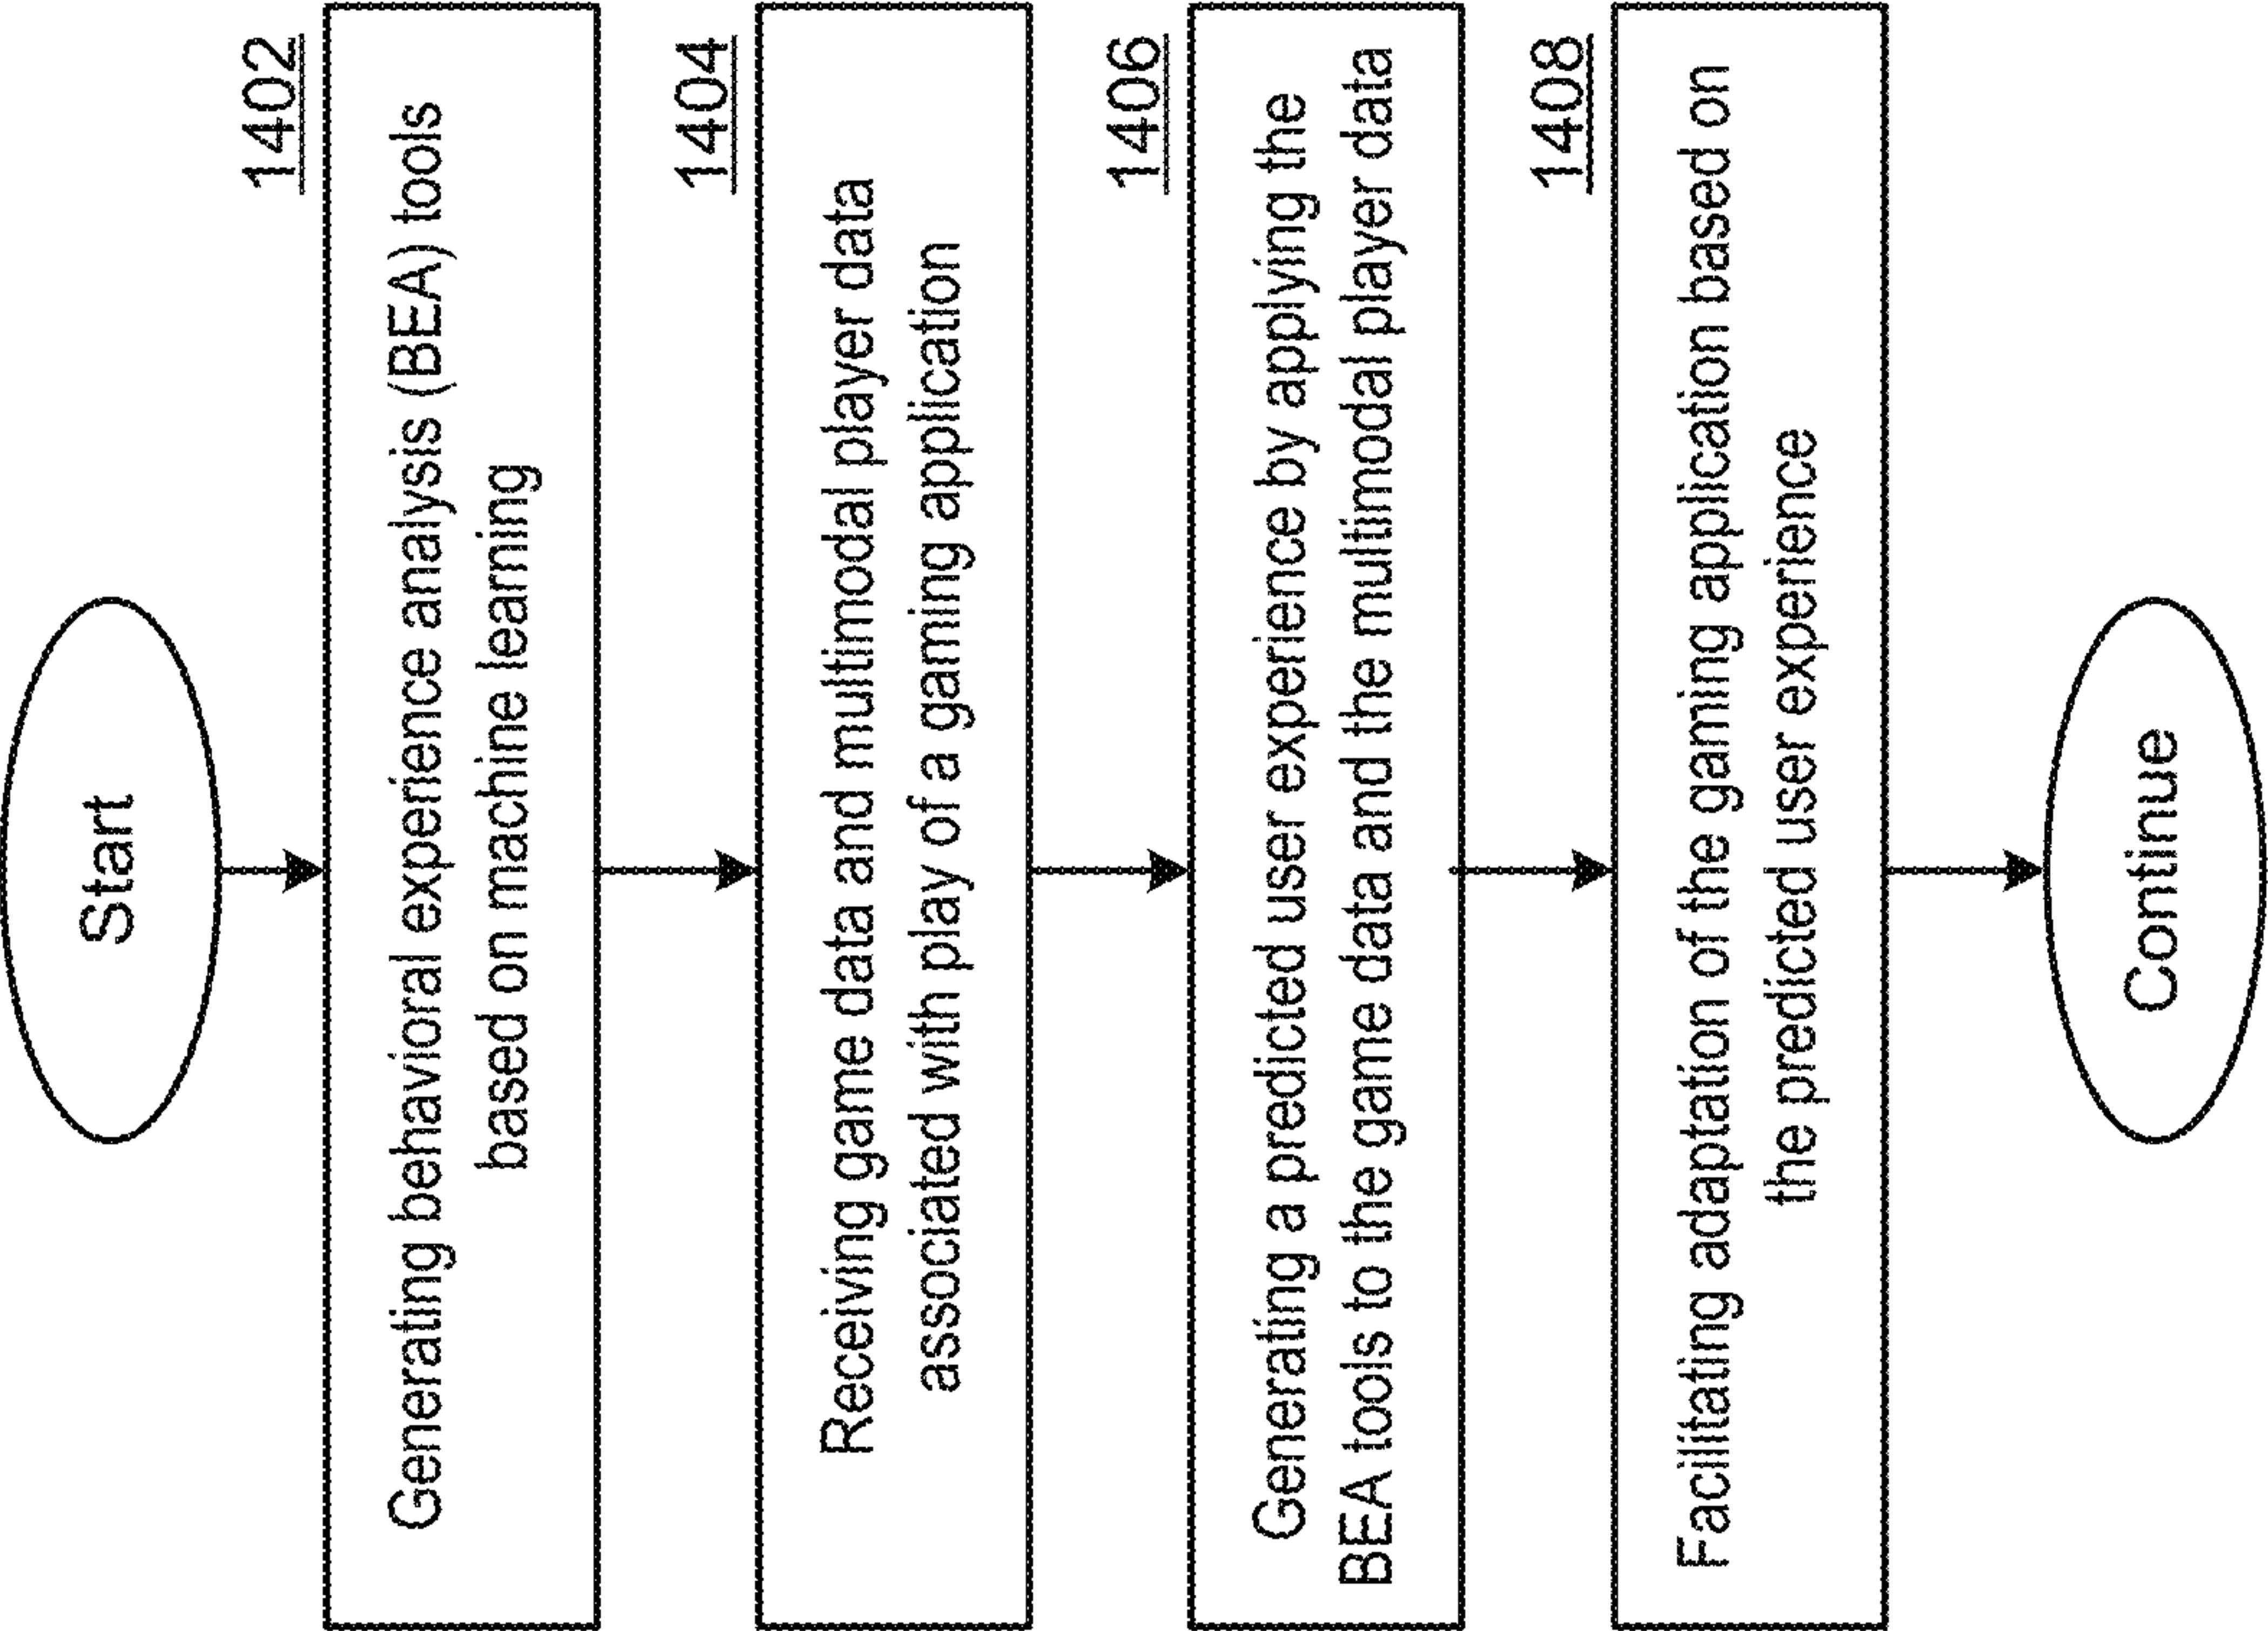 Start
1402
Generating behavioral experience analysis (BEA) tools
based on machine learning
1404
Receiving game data and multimodal player data
associated with play of a gaming application
1406
Generating a predicted user experience by applying the
BEA tools to the game data and the multimodal player data
1408
Facilitating adaptation of the gaming application based on
the predicted user experience
Continue